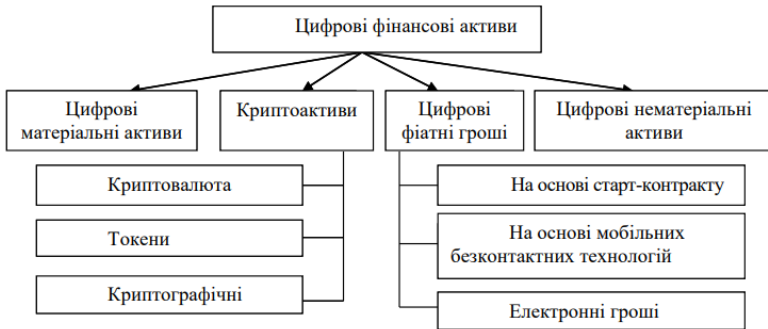 Цифрові фінансові активи
Цифрові
матеріальні активи
Криптоактиви
Цифрові
фіатні гроші
Цифрові нематеріальні
активи
Криптовалюта
Токени
Криптографічні
На основі старт-контракту
На основі мобільних
безконтактних технологій
Електронні гроші